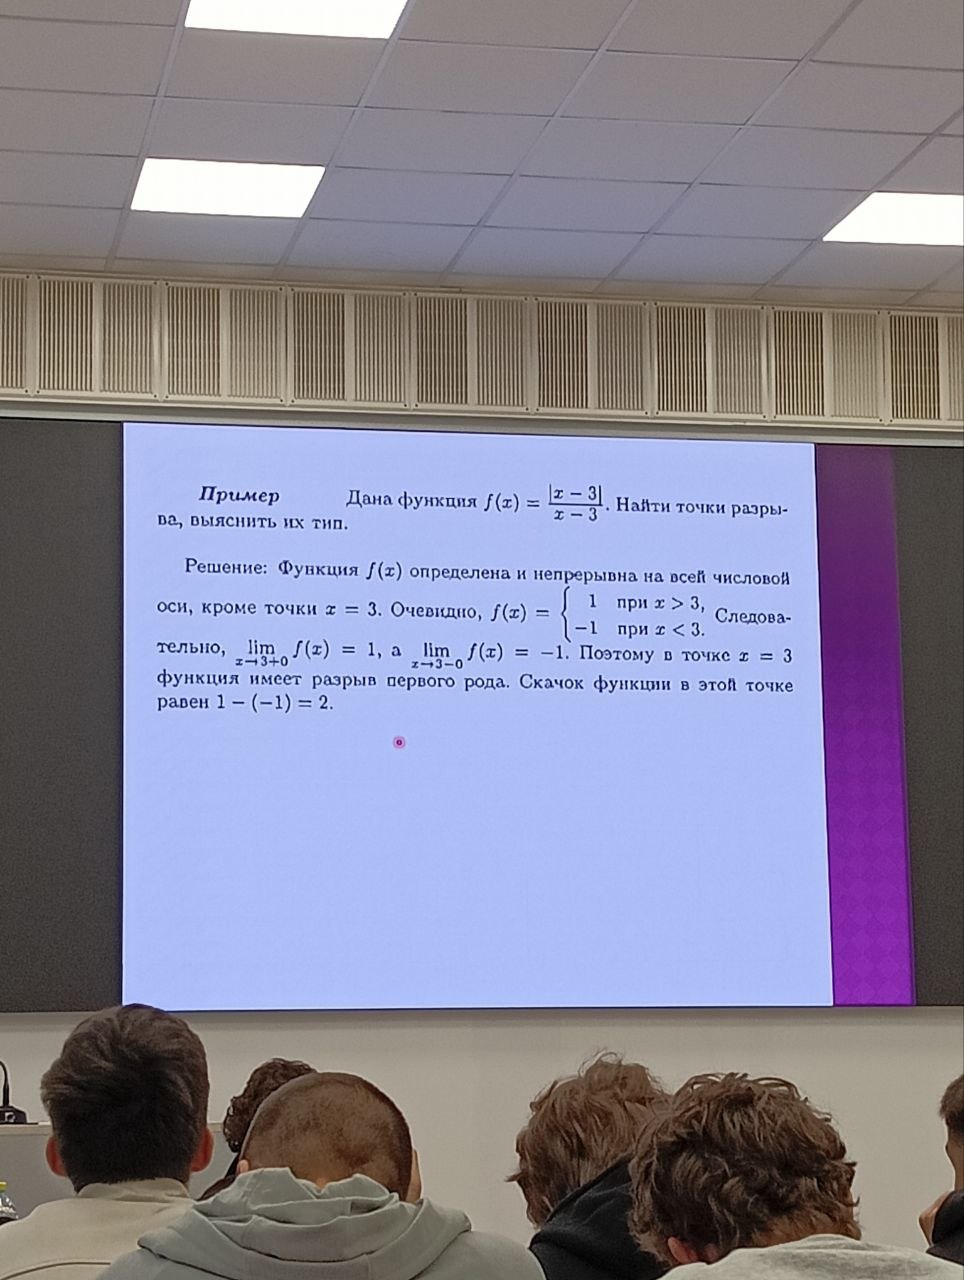 Пример Дана функция f(x) = |x − 3| / x − 3. Найти точки разры-
ва, выяснить их тип.
Решение: Функция f(x) определена и непрерывна на всей числовой
оси, кроме точки x = 3. Очевидно, f(x) = { 1 при x > 3, −1 при x < 3. Следова-
тельно, lim x→3+0 f(x) = 1, а lim x→3−0 f(x) = −1. Поэтому в точке x = 3
функция имеет разрыв первого рода. Скачок функции в этой точке
равен 1 − (−1) = 2.